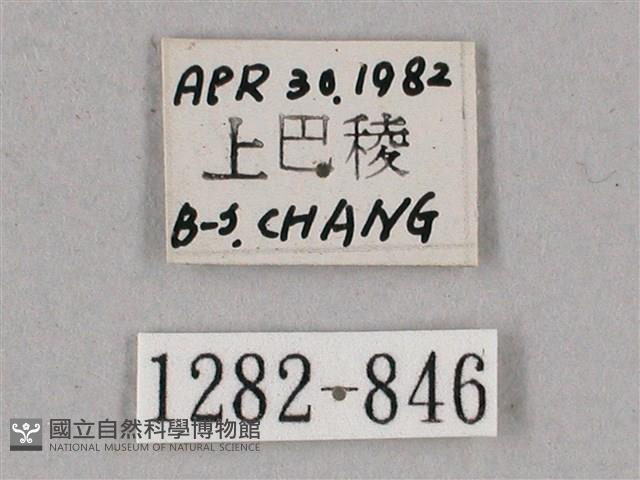 APR 30.1982
上巴稜
B-S.CHANG
1282-846
國立自然科學博物館
NATIONAL MUSEUM OF NATURAL SCIENCE